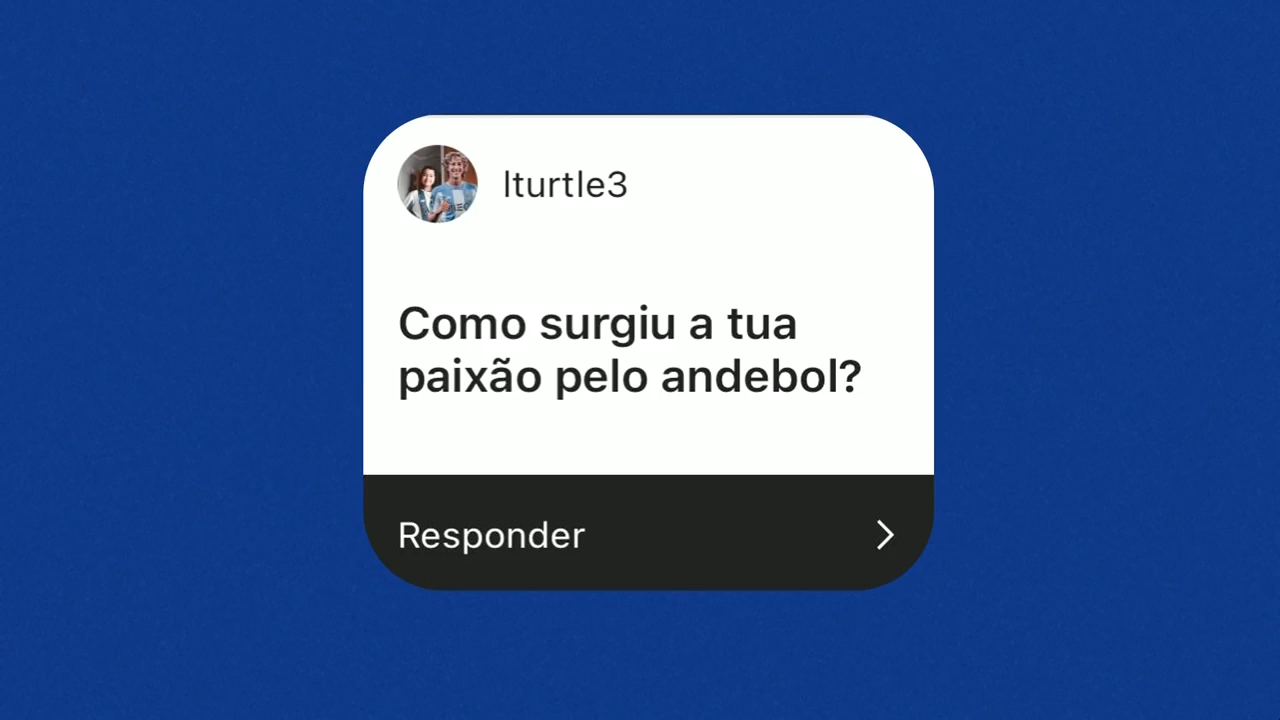 lturtle3
Como surgiu a tua
paixão pelo andebol?
Responder